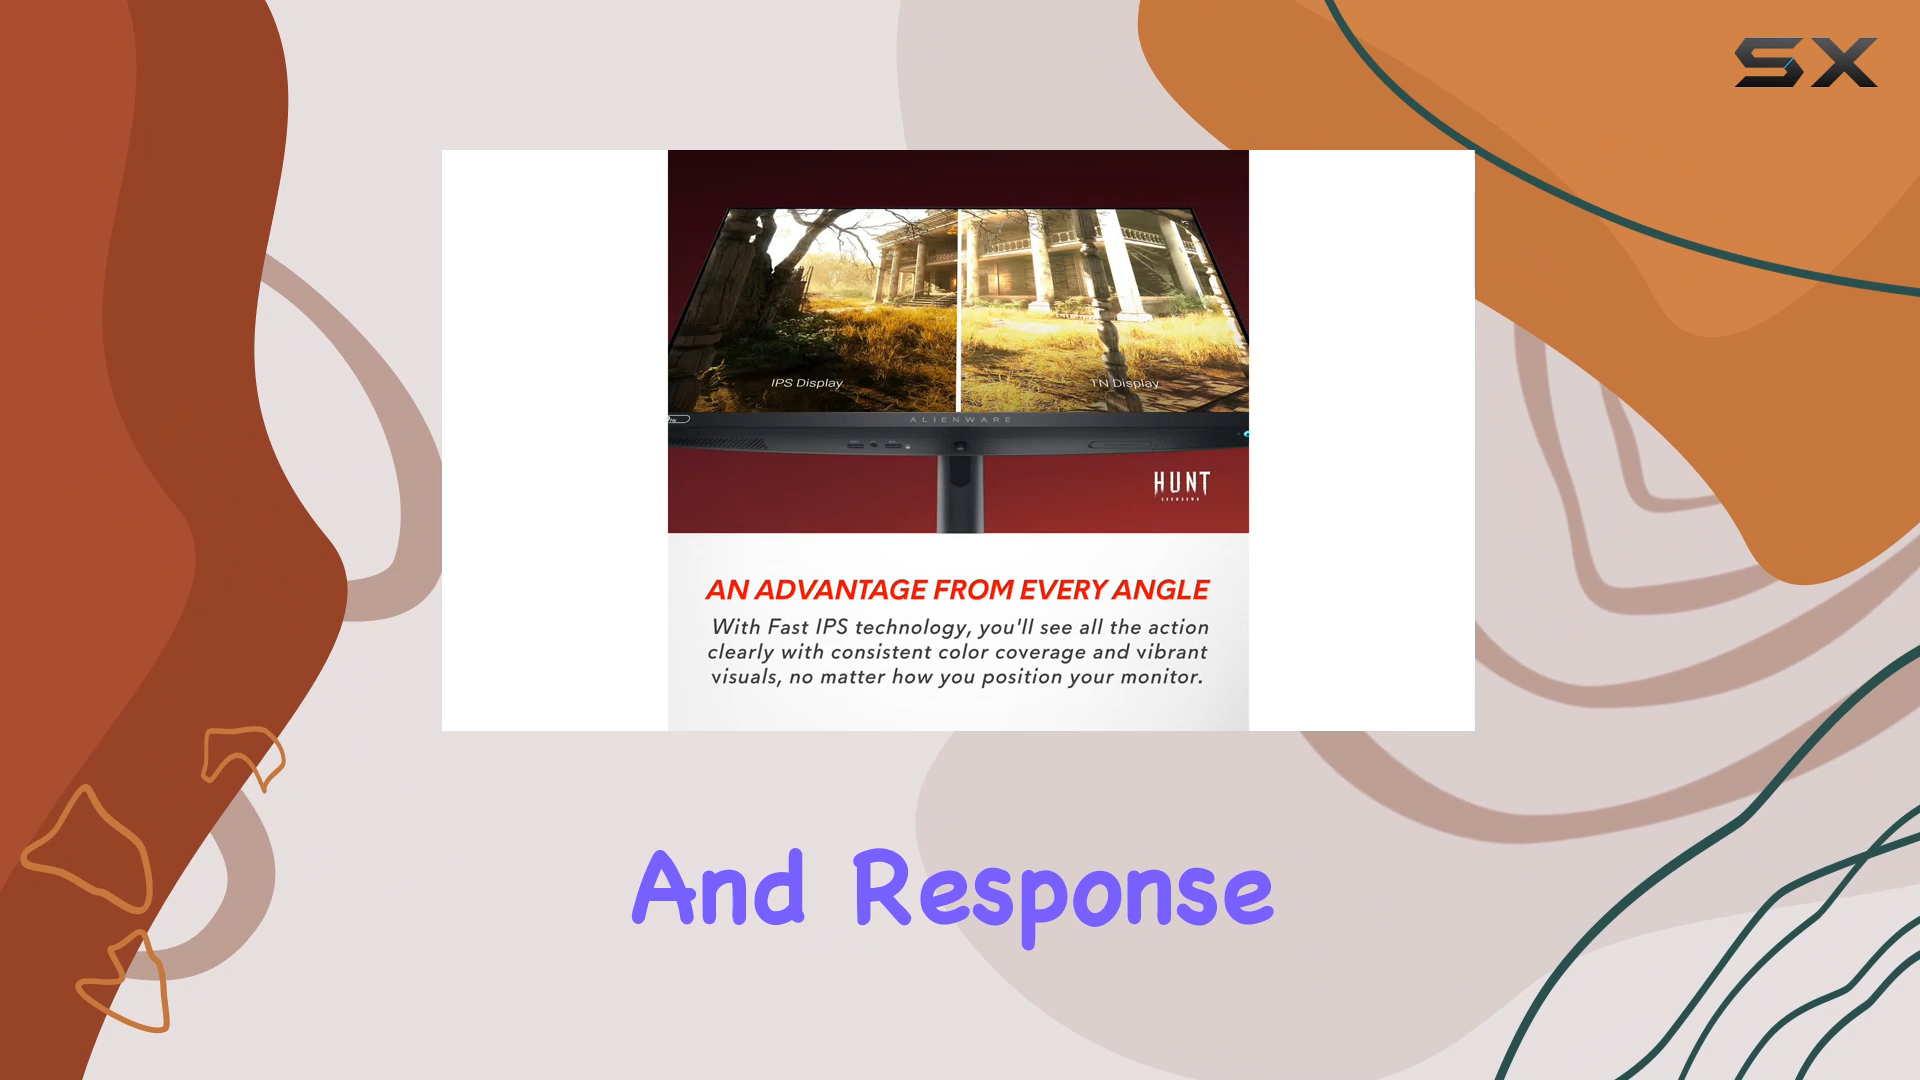 SX
IPS Display
TN Display
ALIENWARE
HUNT
AN ADVANTAGE FROM EVERY ANGLE
With Fast IPS technology, you'll see all the action
clearly with consistent color coverage and vibrant
visuals, no matter how you position your monitor.
And Response